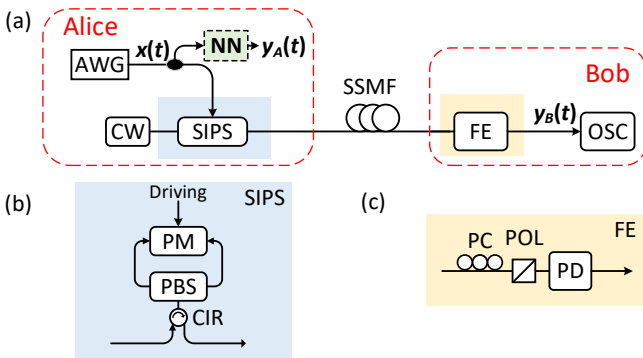 (a)
Alice
AWG
x(t)
NN
y_A(t)
CW
SIPS
SSMF
Bob
FE
y_B(t)
OSC
(b)
Driving
SIPS
PM
PBS
CIR
(c)
FE
PC
POL
PD